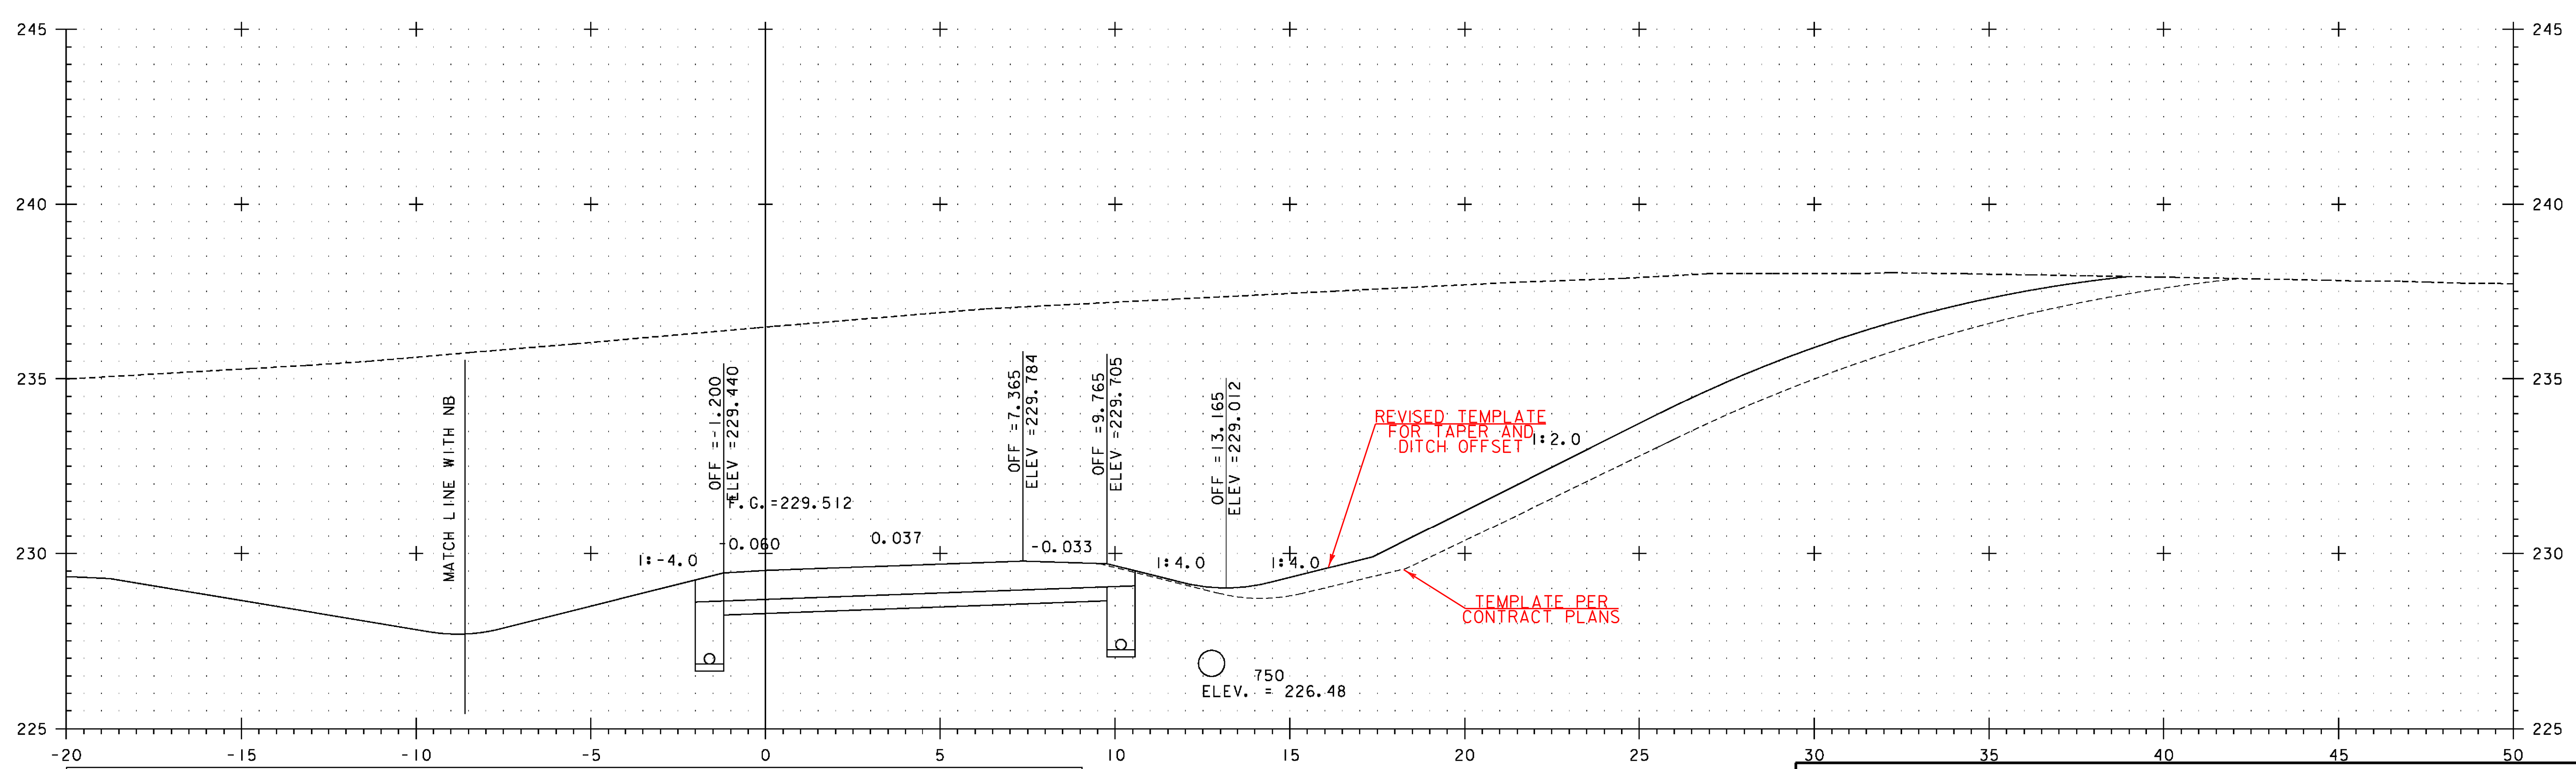 245
245
240
240
235
235
MATCH LINE WITH NB
OFF =-1.200
ELEV =229.440
OFF =7.365
ELEV =229.784
OFF =9.765
ELEV =229.705
OFF =13.165
ELEV =229.012
REVISED TEMPLATE
FOR TAPER AND
DITCH OFFSET
1:2.0
P.G.=229.512
230
1:-4.0
-0.060
0.037
-0.033
1:4.0
1:4.0
230
TEMPLATE PER
CONTRACT PLANS
750
ELEV. = 226.48
225
225
-20
-15
-10
-5
0
5
10
15
20
25
30
35
40
45
50